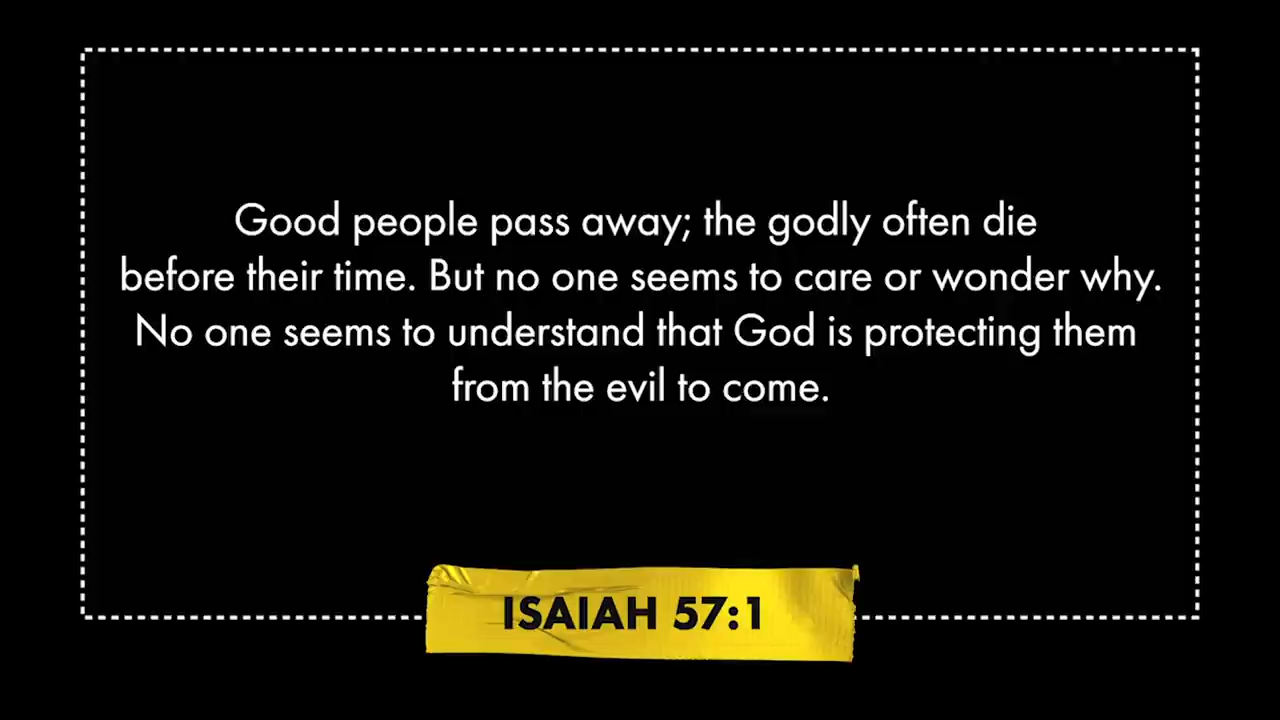 Good people pass away; the godly often die
before their time. But no one seems to care or wonder why.
No one seems to understand that God is protecting them
from the evil to come.
ISAIAH 57:1